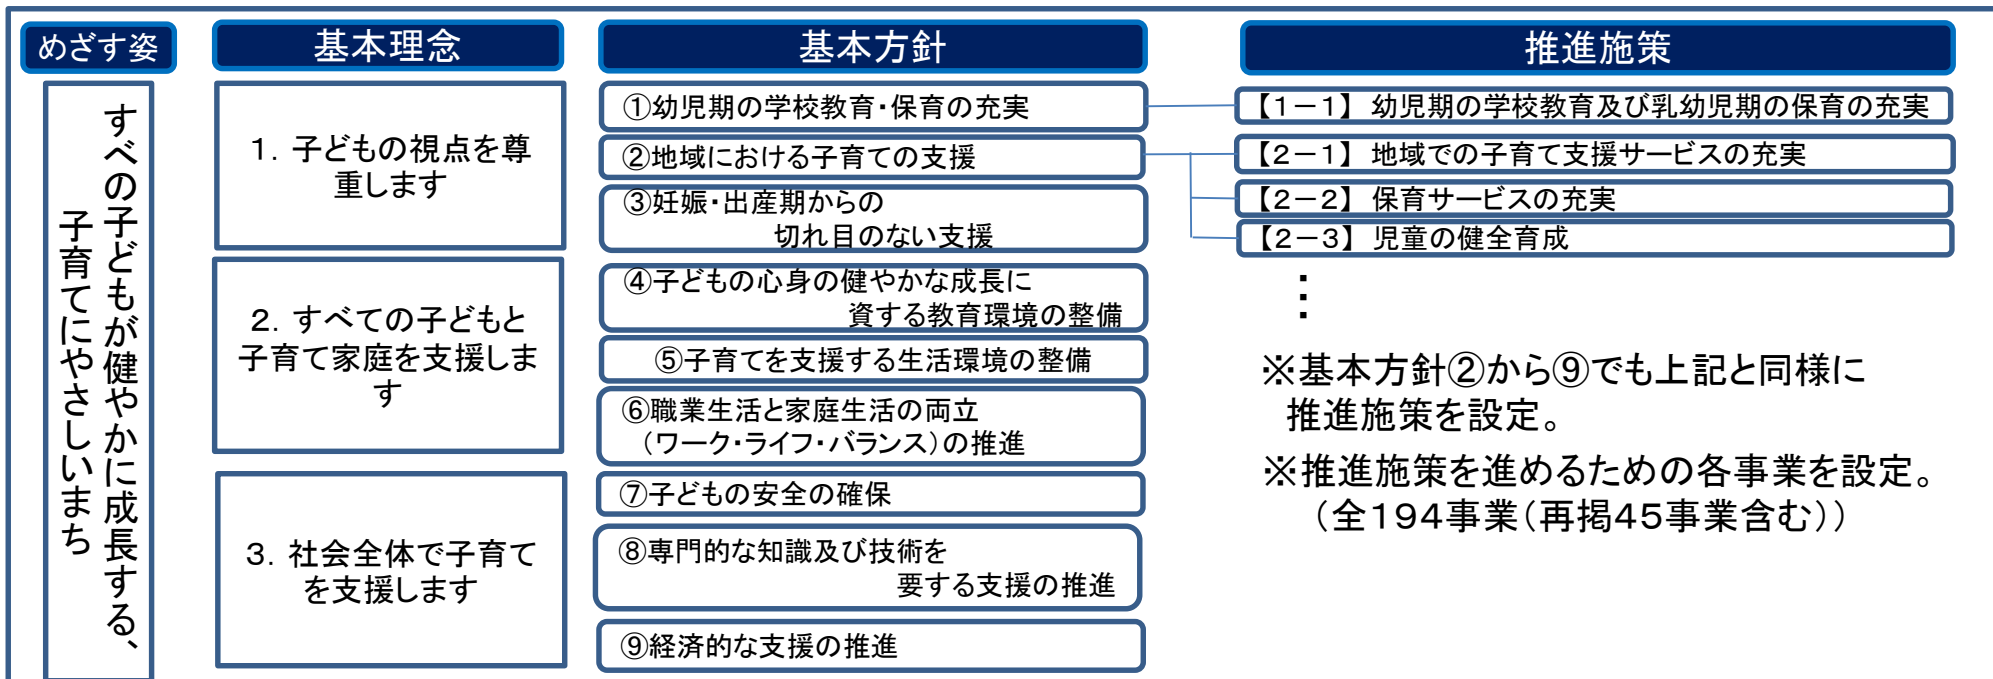 めざす姿
すべの子どもが健やかに成長する、
子育てにやさしいまち
基本理念
1．子どもの視点を尊
重します
2．すべての子どもと
子育て家庭を支援しま
す
3．社会全体で子育て
を支援します
基本方針
①幼児期の学校教育・保育の充実
②地域における子育ての支援
③妊娠・出産期からの
切れ目のない支援
④子どもの心身の健やかな成長に
資する教育環境の整備
⑤子育てを支援する生活環境の整備
⑥職業生活と家庭生活の両立
（ワーク・ライフ・バランス）の推進
⑦子どもの安全の確保
⑧専門的な知識及び技術を
要する支援の推進
⑨経済的な支援の推進
推進施策
【1－1】 幼児期の学校教育及び乳幼児期の保育の充実
【2－1】 地域での子育て支援サービスの充実
【2－2】 保育サービスの充実
【2－3】 児童の健全育成
⋮
※基本方針②から⑨でも上記と同様に
推進施策を設定。
※推進施策を進めるための各事業を設定。
（全194事業（再掲45事業含む））